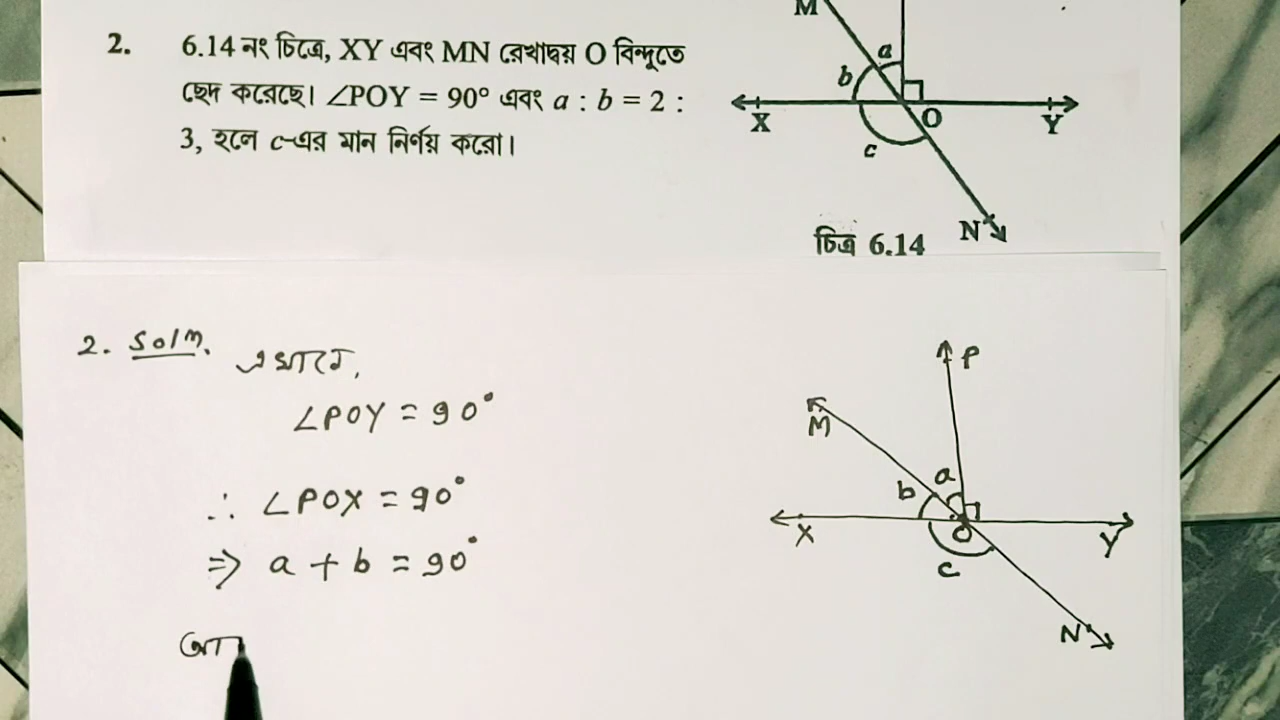 2. 6.14 নং চিত্রে, XY এবং MN রেখাদ্বয় O বিন্দুতে
ছেদ করেছে। ∠POY = 90° এবং a : b = 2 :
3, হলে c-এর মান নির্ণয় করো।
M
a
b
X
O
Y
c
N
চিত্র 6.14
2. Soln. এখানে,
∠POY = 90°
∴ ∠POX = 90°
⇒ a + b = 90°
P
M
a
b
X
O
Y
c
N